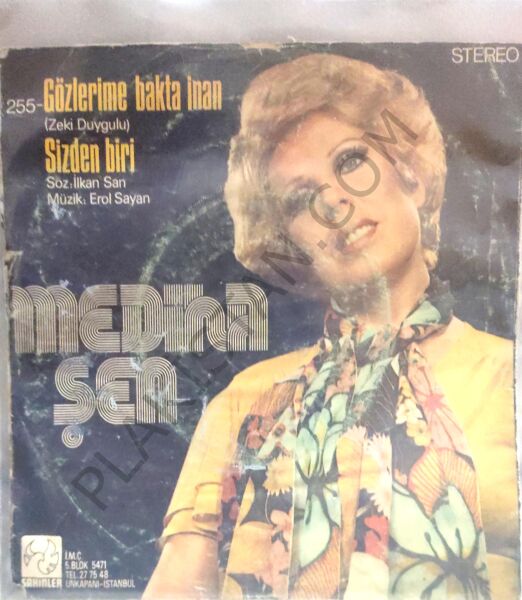 STEREO
255-Gözlerime bakta inan
(Zeki Duygulu)
Sizden biri
Söz: İlkan San
Müzik: Erol Sayan
MEDİHA
ŞEN
ŞAHİNLER
İ.M.C.
5.BLOK 5471
TEL. 27 75 48
UNKAPANI-İSTANBUL